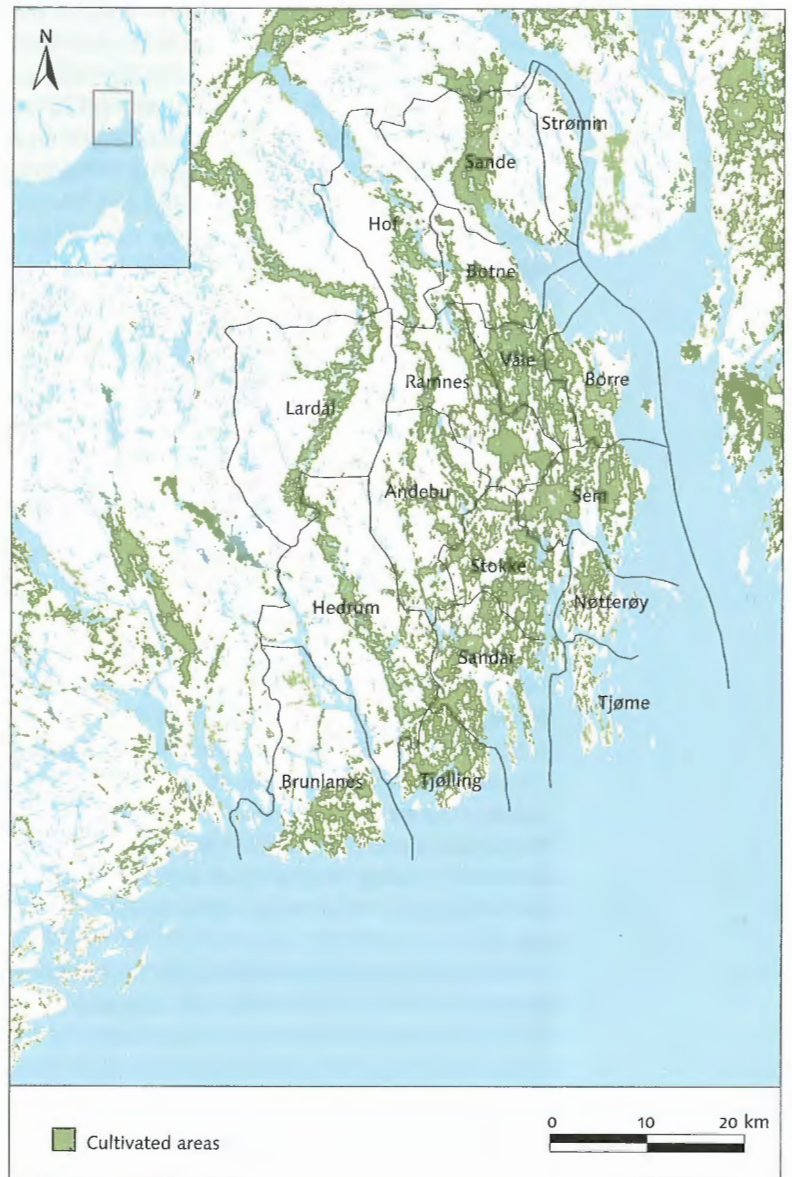 N
Strømm
Sande
Hof
Botne
Våle
Ramnes
Borre
Lardal
Andebu
Sem
Stokke
Hedrum
Nøtterøy
Sandar
Tjøme
Brunlanes
Tjølling
Cultivated areas
0 10 20 km